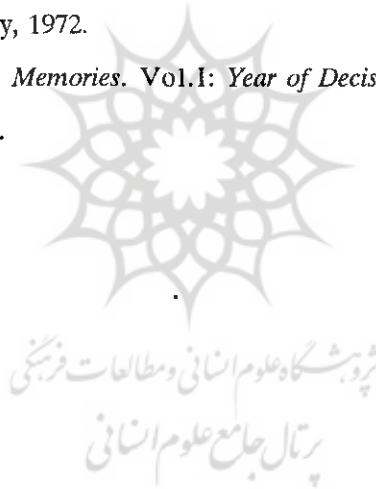 y, 1972.
Memories. Vol.I: Year of Decis
.
.
پژوهشگاه علوم انسانی و مطالعات فرهنگی
پرتال جامع علوم انسانی